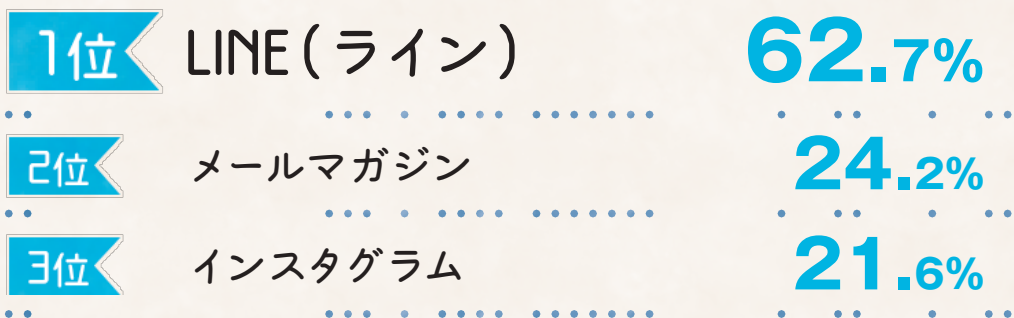 1位 LINE(ライン) 62.7%
2位 メールマガジン 24.2%
3位 インスタグラム 21.6%